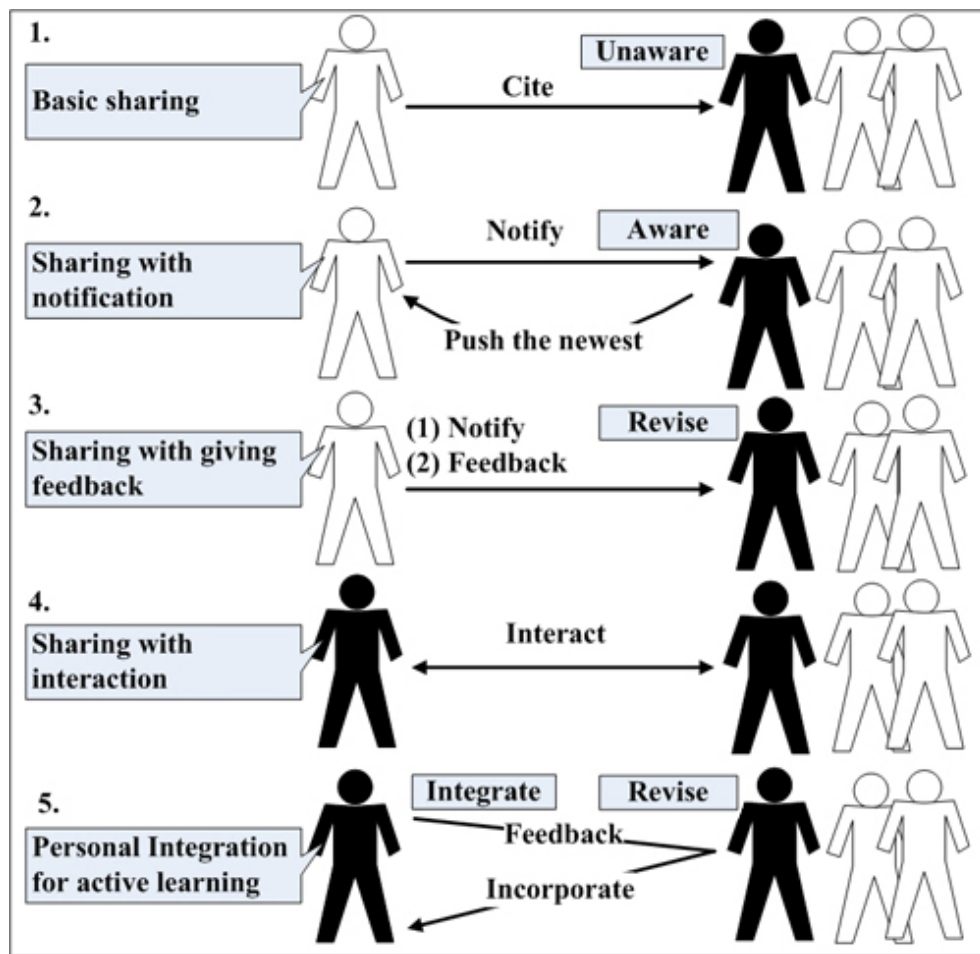 1.
Basic sharing
Cite
Unaware
2.
Sharing with
notification
Notify
Aware
Push the newest
3.
Sharing with giving
feedback
(1) Notify
(2) Feedback
Revise
4.
Sharing with
interaction
Interact
5.
Personal Integration
for active learning
Integrate
Revise
Feedback
Incorporate